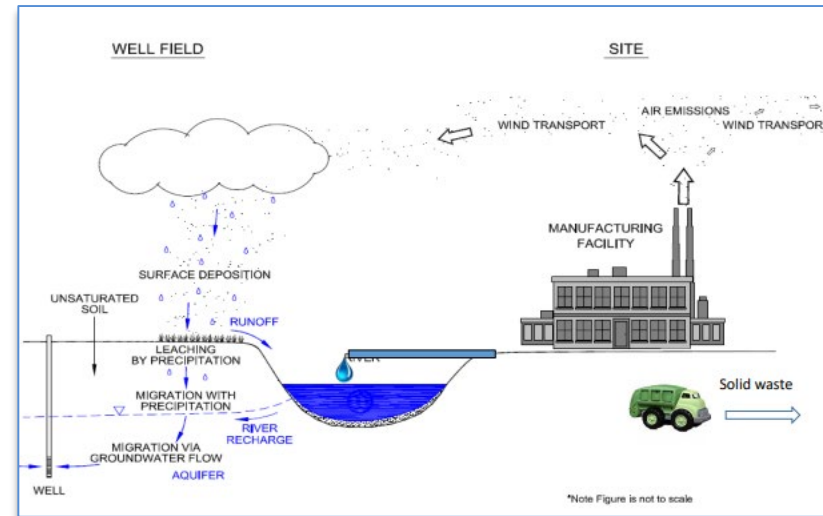 WELL FIELD
SITE
AIR EMISSIONS
WIND TRANSPORT
WIND TRANSPOR
MANUFACTURING
FACILITY
SURFACE DEPOSITION
UNSATURATED
SOIL
RUNOFF
LEACHING
BY PRECIPITATION
MIGRATION WITH
PRECIPITATION
RIVER
RECHARGE
MIGRATION VIA
GROUNDWATER FLOW
AQUIFER
WELL
Solid waste
*Note Figure is not to scale